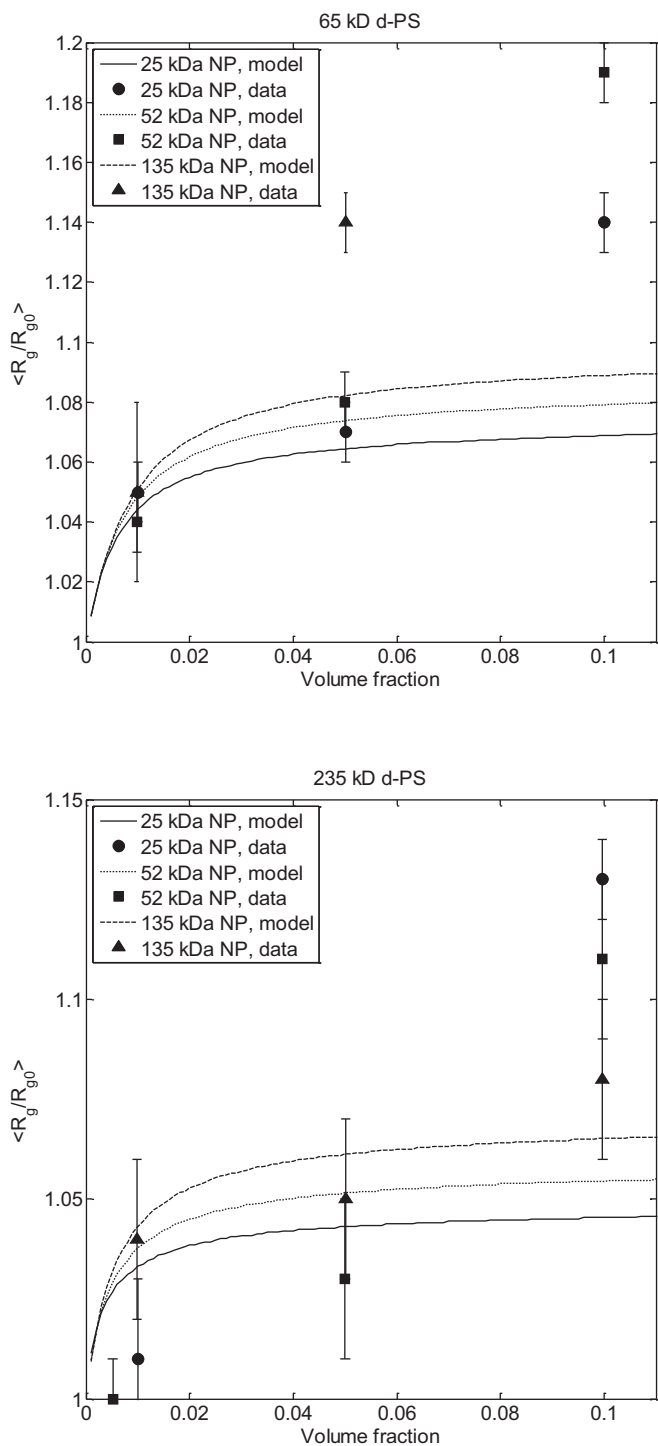 65 kD d-PS
1.2
1.18
1.16
1.14
1.12
1.1
1.08
1.06
1.04
1.02
1
<R_g/R_g0>
25 kDa NP, model
25 kDa NP, data
52 kDa NP, model
52 kDa NP, data
135 kDa NP, model
135 kDa NP, data
0 0.02 0.04 0.06 0.08 0.1
Volume fraction
235 kD d-PS
1.15
1.1
1.05
1
<R_g/R_g0>
25 kDa NP, model
25 kDa NP, data
52 kDa NP, model
52 kDa NP, data
135 kDa NP, model
135 kDa NP, data
0 0.02 0.04 0.06 0.08 0.1
Volume fraction